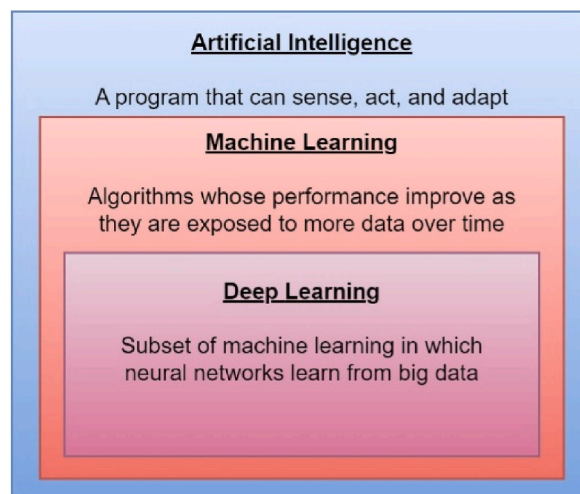 Artificial Intelligence
A program that can sense, act, and adapt
Machine Learning
Algorithms whose performance improve as
they are exposed to more data over time
Deep Learning
Subset of machine learning in which
neural networks learn from big data